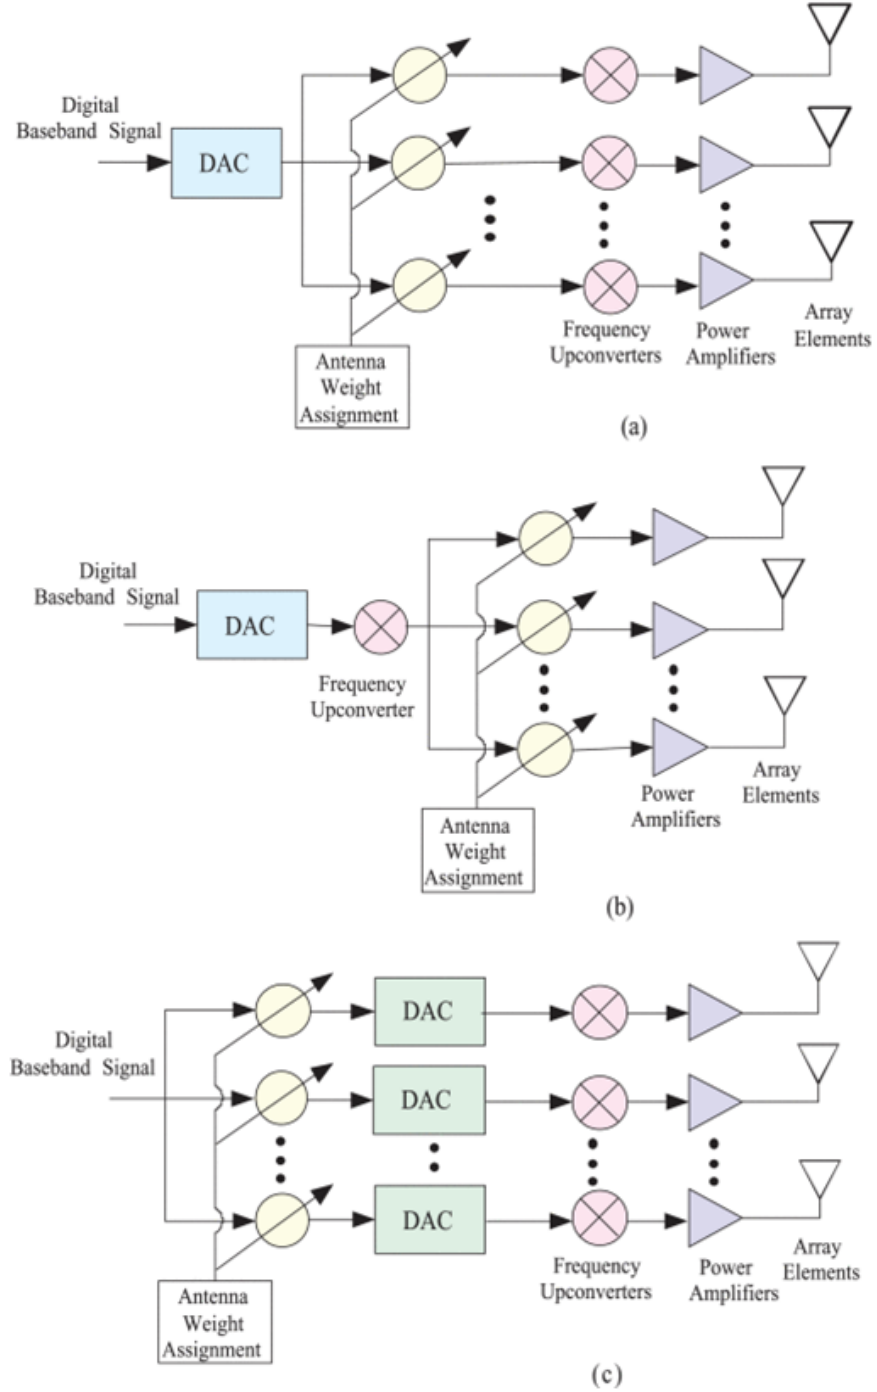 Digital
Baseband Signal
DAC
Frequency
Upconverters
Power
Amplifiers
Array
Elements
Antenna
Weight
Assignment
(a)
Digital
Baseband Signal
DAC
Frequency
Upconverter
Power
Amplifiers
Array
Elements
Antenna
Weight
Assignment
(b)
Digital
Baseband Signal
DAC
DAC
DAC
Frequency
Upconverters
Power
Amplifiers
Array
Elements
Antenna
Weight
Assignment
(c)